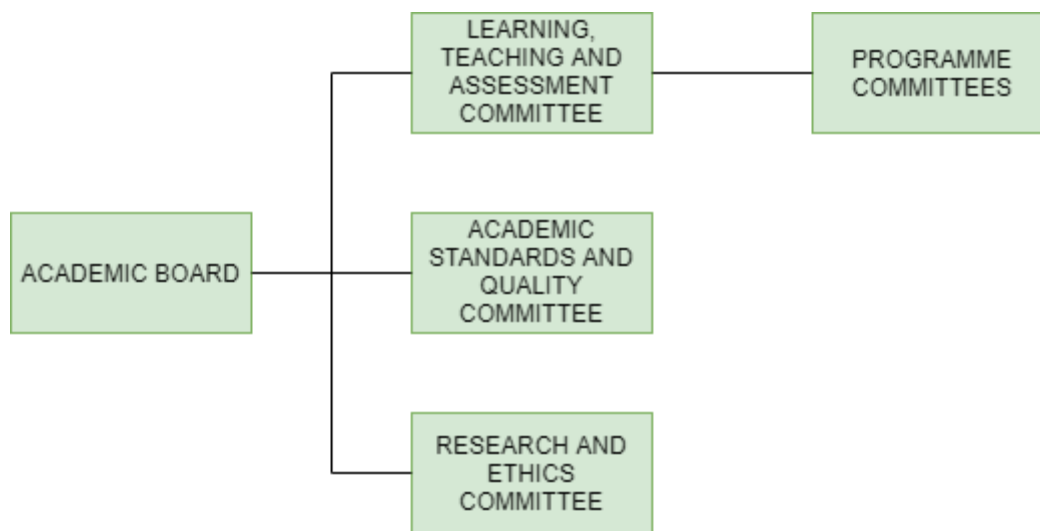 LEARNING,
TEACHING AND
ASSESSMENT
COMMITTEE
PROGRAMME
COMMITTEES
ACADEMIC BOARD
ACADEMIC
STANDARDS AND
QUALITY
COMMITTEE
RESEARCH AND
ETHICS
COMMITTEE